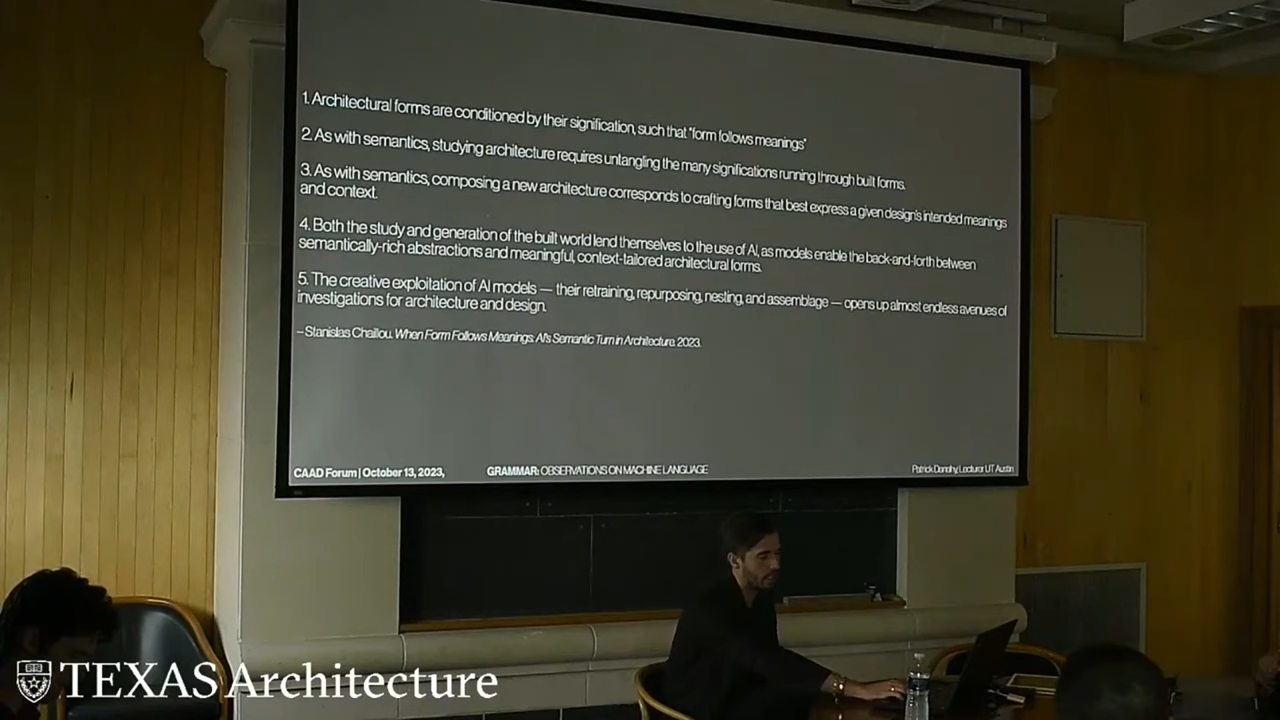 1. Architectural forms are conditioned by their signification, such that "form follows meanings"
2. As with semantics, studying architecture requires untangling the many significations running through built forms.
3. As with semantics, composing a new architecture corresponds to crafting forms that best express a given design's intended meanings
and context.
4. Both the study and generation of the built world lend themselves to the use of AI, as models enable the back-and-forth between
semantically-rich abstractions and meaningful, context-tailored architectural forms.
5. The creative exploitation of AI models — their retraining, repurposing, nesting, and assemblage — opens up almost endless avenues of
investigations for architecture and design.
– Stanislas Chaillou. When Form Follows Meanings: AI's Semantic Turn in Architecture. 2023.
CAAD Forum | October 13, 2023,
GRAMMAR: OBSERVATIONS ON MACHINE LANGUAGE
Patrick Danahy, Lecturer UT Austin
TEXAS Architecture